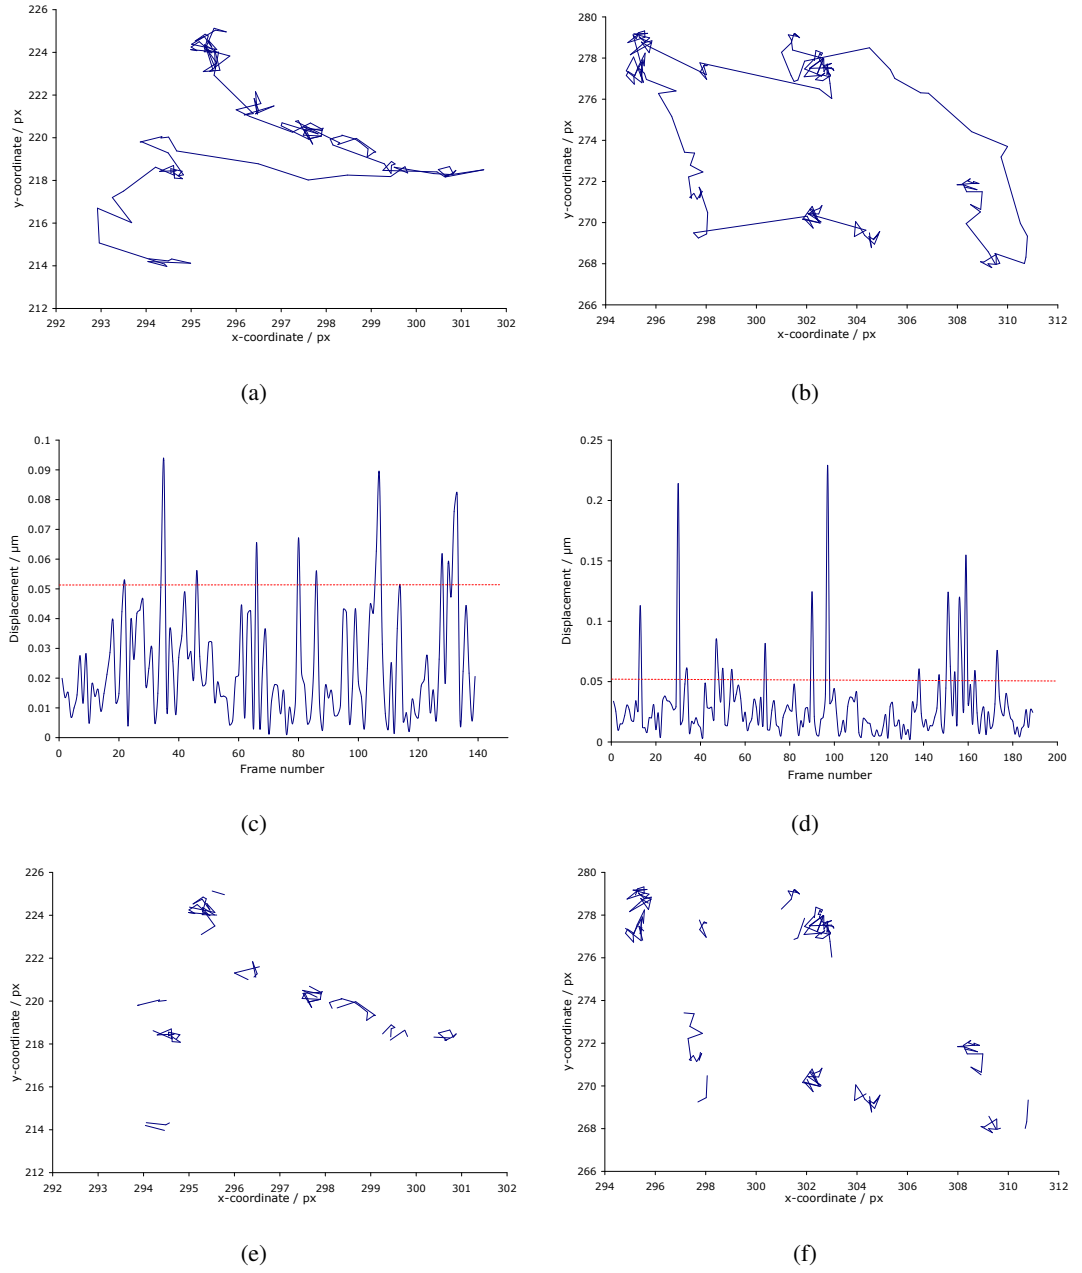 226
224
221
220
218
216
214
212
292 293 294 295 296 297 298 299 300 301 302
x-coordinate / px
y-coordinate / px
(a)
280
278
276
274
272
270
268
266
294 296 298 300 302 304 306 308 310 312
x-coordinate / px
y-coordinate / px
(b)
0.1
0.09
0.08
0.07
0.06
0.05
0.04
0.03
0.02
0.01
0
0 20 40 60 80 100 120 140
Frame number
Displacement / µm
(c)
0.25
0.2
0.15
0.1
0.05
0
0 20 40 60 80 100 120 140 160 180 200
Frame number
Displacement / µm
(d)
226
224
221
220
218
216
214
212
292 293 294 295 296 297 298 299 300 301 302
x-coordinate / px
y-coordinate / px
(e)
280
278
276
274
272
270
268
266
294 296 298 300 302 304 306 308 310 312
x-coordinate / px
y-coordinate / px
(f)